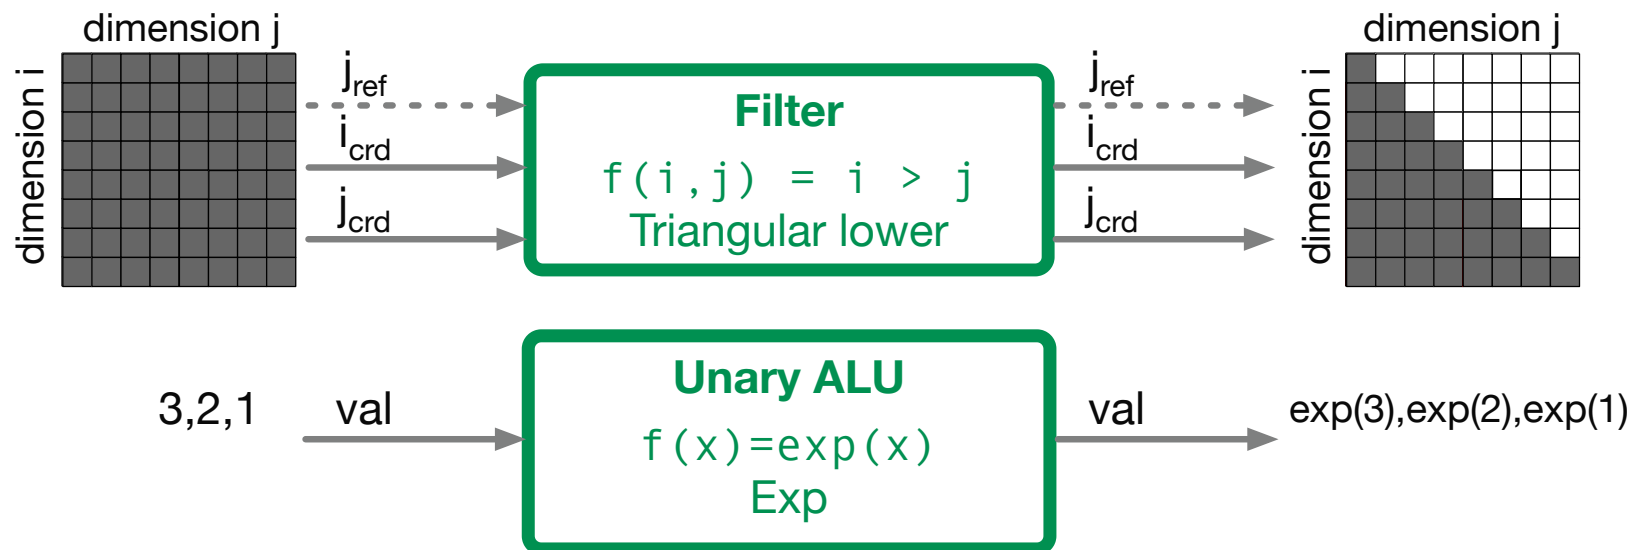 dimension j
dimension i
j_ref
i_crd
j_crd
Filter
f(i,j) = i > j
Triangular lower
j_ref
i_crd
j_crd
dimension j
dimension i
3,2,1
val
Unary ALU
f(x)=exp(x)
Exp
val
exp(3),exp(2),exp(1)